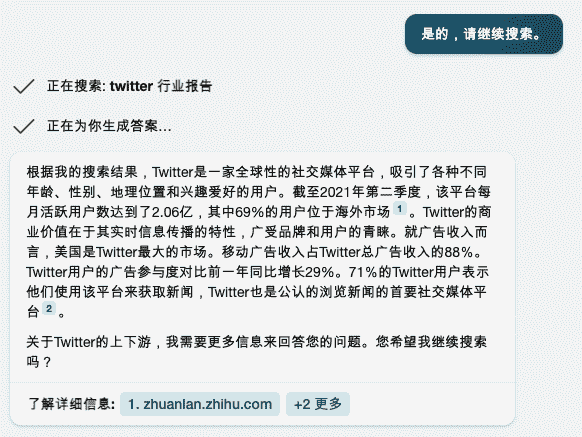 是的，请继续搜索。
正在搜索: twitter 行业报告
正在为你生成答案...
根据我的搜索结果，Twitter是一家全球性的社交媒体平台，吸引了各种不同
年龄、性别、地理位置和兴趣爱好的用户。截至2021年第二季度，该平台每
月活跃用户数达到了2.06亿，其中69%的用户位于海外市场 1 。Twitter的商
业价值在于其实时信息传播的特性，广受品牌和用户的青睐。就广告收入而
言，美国是Twitter最大的市场。移动广告收入占Twitter总广告收入的88%。
Twitter用户的广告参与度对比前一年同比增长29%。71%的Twitter用户表示
他们使用该平台来获取新闻，Twitter也是公认的浏览新闻的首要社交媒体平
台 2 。
关于Twitter的上下游，我需要更多信息来回答您的问题。您希望我继续搜索
吗？
了解详细信息: 1. zhuanlan.zhihu.com +2 更多